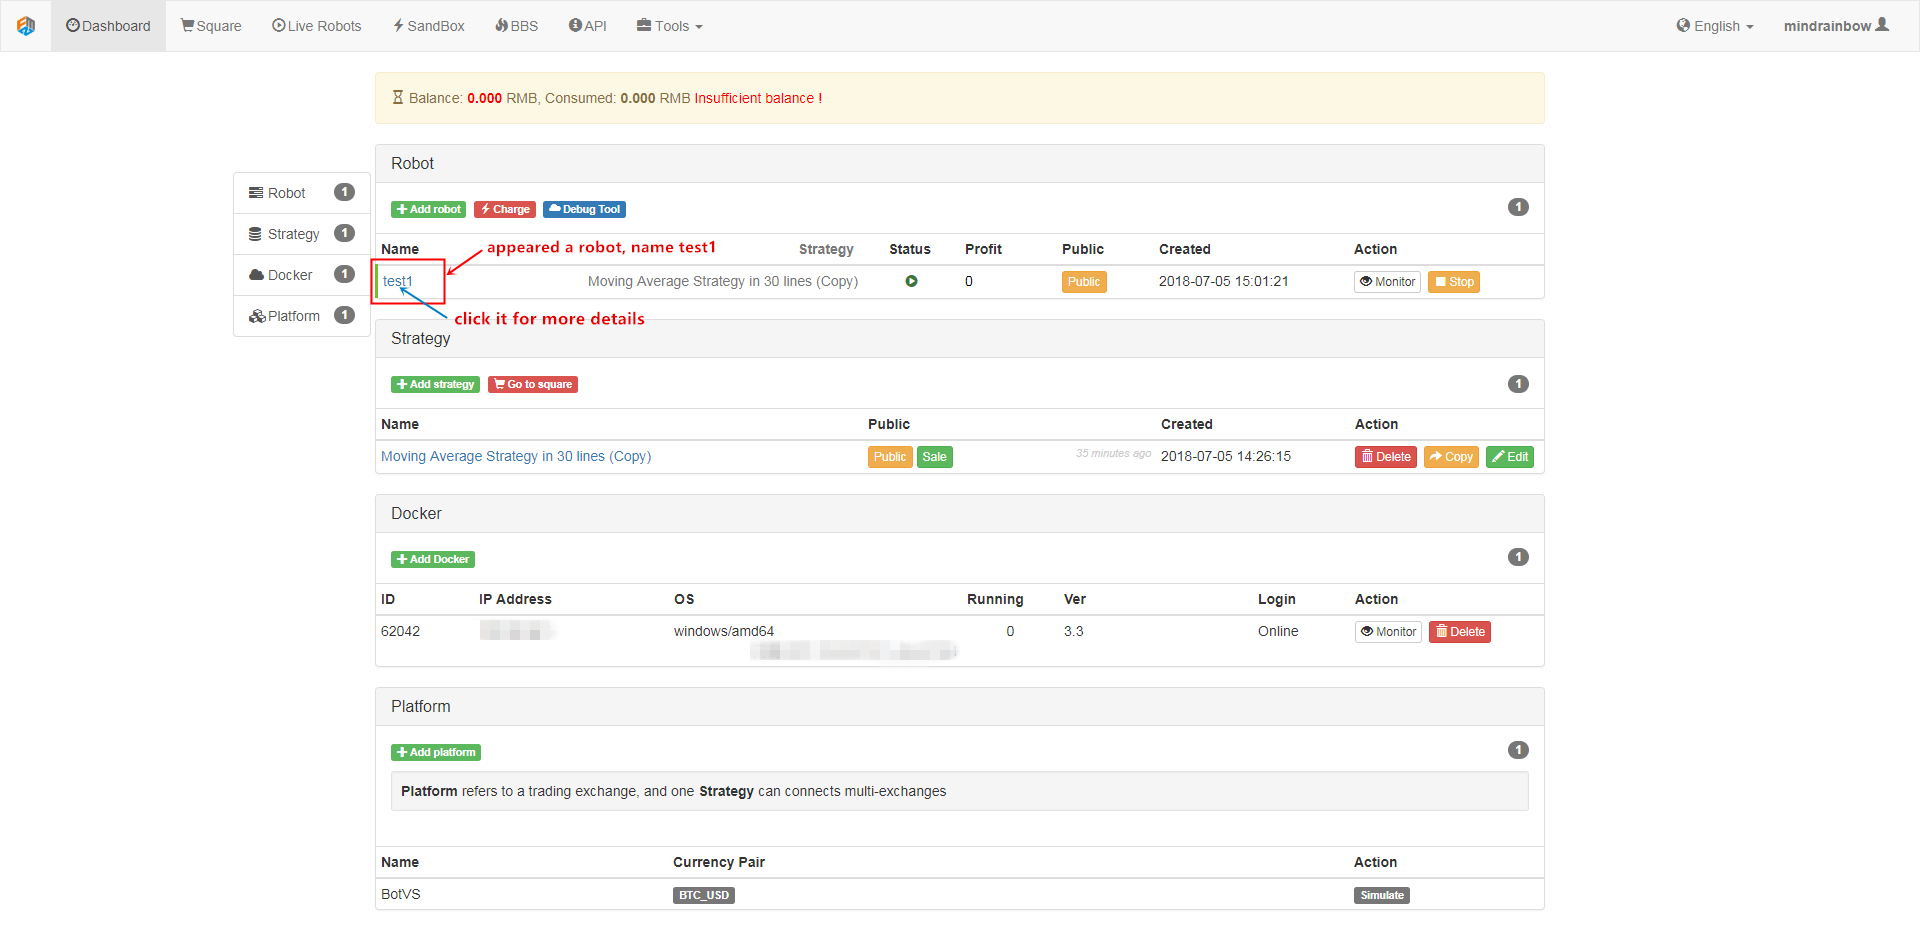 Dashboard Square Live Robots SandBox BBS API Tools English mindrainbow
Balance: 0.000 RMB, Consumed: 0.000 RMB Insufficient balance !
Robot 1
Strategy 1
Docker 1
Platform 1
Robot
Add robot Charge Debug Tool 1
appeared a robot, name test1
Name Strategy Status Profit Public Created Action
test1 Moving Average Strategy in 30 lines (Copy) 0 Public 2018-07-05 15:01:21 Monitor Stop
click it for more details
Strategy
Add strategy Go to square 1
Name Public Created Action
Moving Average Strategy in 30 lines (Copy) Public Sale 35 minutes ago 2018-07-05 14:26:15 Delete Copy Edit
Docker
Add Docker 1
ID IP Address OS Running Ver Login Action
62042 windows/amd64 0 3.3 Online Monitor Delete
Platform
Add platform 1
Platform refers to a trading exchange, and one Strategy can connects multi-exchanges
Name Currency Pair Action
BotVS BTC_USD Simulate